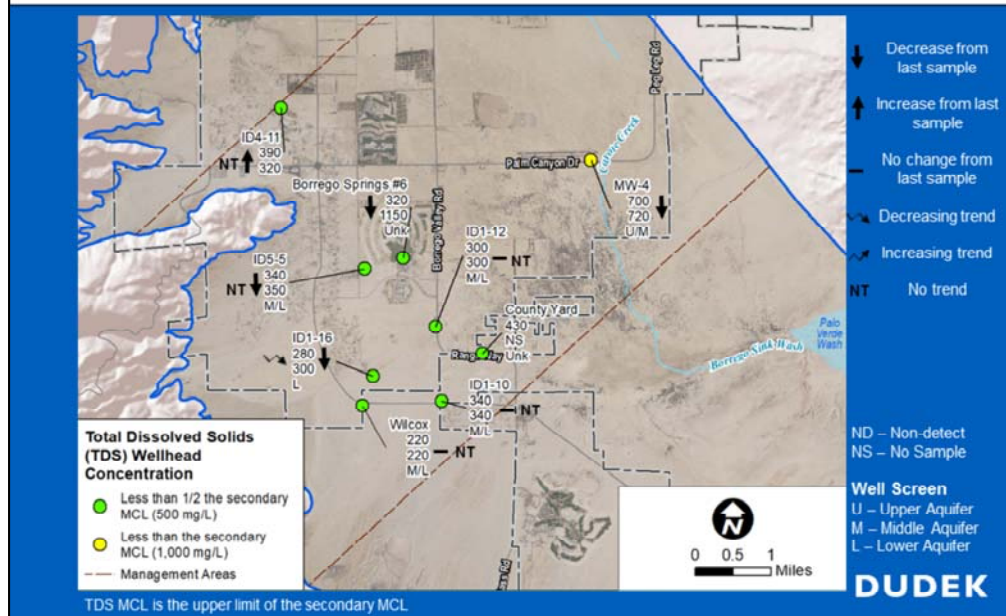 Peg Leg Rd
Coyote Creek
Palm Canyon Dr
ID4-11
NT 390
320
Borrego Springs #6
320
1150
Unk
MW-4
700
720
U/M
Borrego Valley Rd
ID1-12
300
300 NT
M/L
ID5-5
340
NT 350
M/L
County Yard
430
NS
Unk
Palo
Verde
Wash
Borrego Sink Wash
ID1-16
280
300
L
ID1-10
340
340 NT
M/L
Wilcox
220
220 NT
M/L
Total Dissolved Solids
(TDS) Wellhead
Concentration
Less than 1/2 the secondary
MCL (500 mg/L)
Less than the secondary
MCL (1,000 mg/L)
Management Areas
N
0 0.5 1
Miles
Decrease from
last sample
Increase from last
sample
No change from
last sample
Decreasing trend
Increasing trend
NT No trend
ND – Non-detect
NS – No Sample
Well Screen
U – Upper Aquifer
M – Middle Aquifer
L – Lower Aquifer
DUDEK
TDS MCL is the upper limit of the secondary MCL